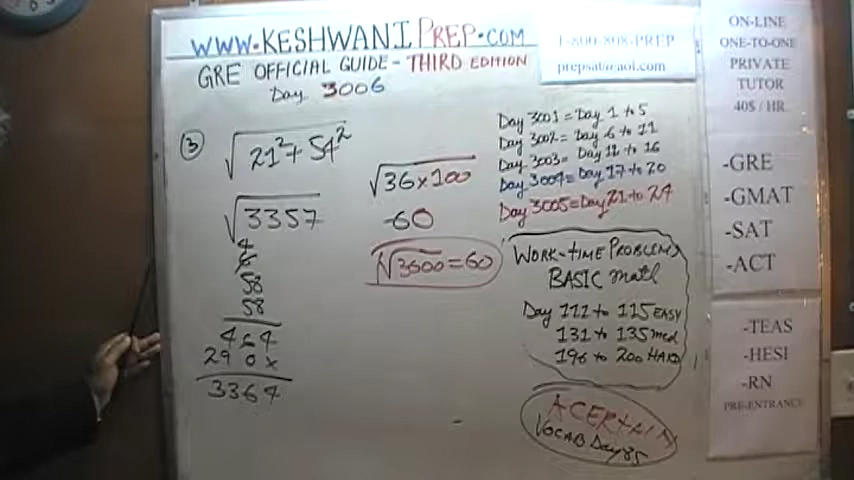 WWW.KESHWANIPREP.COM
GRE OFFICIAL GUIDE - THIRD EDITION
Day 3006
1-800-808-PREP
prepsat@aol.com
③
√21²+54²
√3357
4
6
58
58
464
290x
3364
√36x100
-60
√3600=60
Day 3001=Day 1 to 5
Day 3002=Day 6 to 11
Day 3003=Day 12 to 16
Day 3004=Day 17 to 20
Day 3005=Day 21 to 24
WORK-TIME PROBLEMS
BASIC math
Day 111 to 115 EASY
131 to 135 med
196 to 200 HARD
ACERTAIN
VOCAB Day 85
ON-LINE
ONE-TO-ONE
PRIVATE
TUTOR
40$ / HR
-GRE
-GMAT
-SAT
-ACT
-TEAS
-HESI
-RN
PRE-ENTRANCE